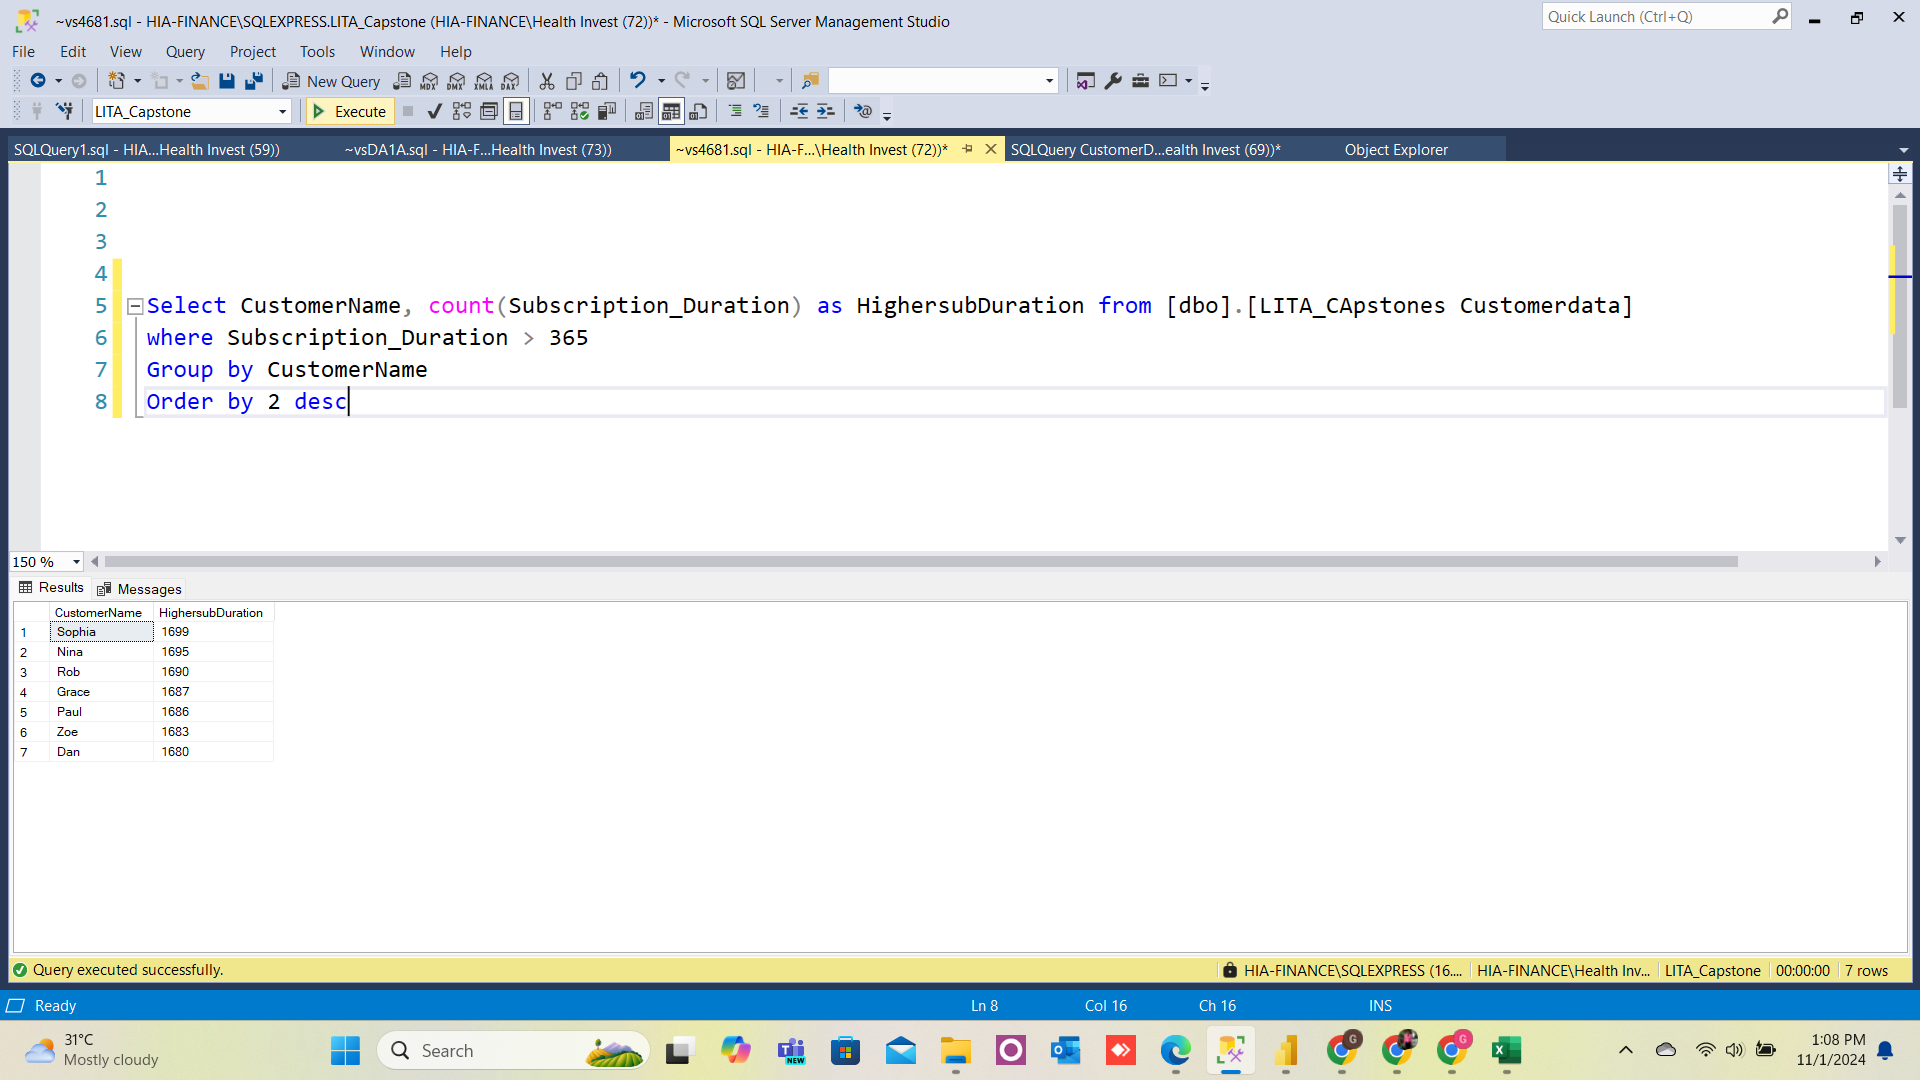 ~vs4681.sql - HIA-FINANCE\SQLEXPRESS.LITA_Capstone (HIA-FINANCE\Health Invest (72))* - Microsoft SQL Server Management Studio
Quick Launch (Ctrl+Q)
File Edit View Query Project Tools Window Help
New Query MDX DMX XMLA DAX
LITA_Capstone Execute
SQLQuery1.sql - HIA...Health Invest (59)) ~vsDA1A.sql - HIA-F...Health Invest (73)) ~vs4681.sql - HIA-F...\Health Invest (72))* SQLQuery CustomerD...ealth Invest (69))* Object Explorer
1
2
3
4
5 Select CustomerName, count(Subscription_Duration) as HighersubDuration from [dbo].[LITA_CApstones Customerdata]
6 where Subscription_Duration > 365
7 Group by CustomerName
8 Order by 2 desc
150 %
Results Messages
CustomerName HighersubDuration
1 Sophia 1699
2 Nina 1695
3 Rob 1690
4 Grace 1687
5 Paul 1686
6 Zoe 1683
7 Dan 1680
Query executed successfully. HIA-FINANCE\SQLEXPRESS (16.... HIA-FINANCE\Health Inv... LITA_Capstone 00:00:00 7 rows
Ready Ln 8 Col 16 Ch 16 INS
31°C
Mostly cloudy
Search
NEW
1:08 PM
11/1/2024